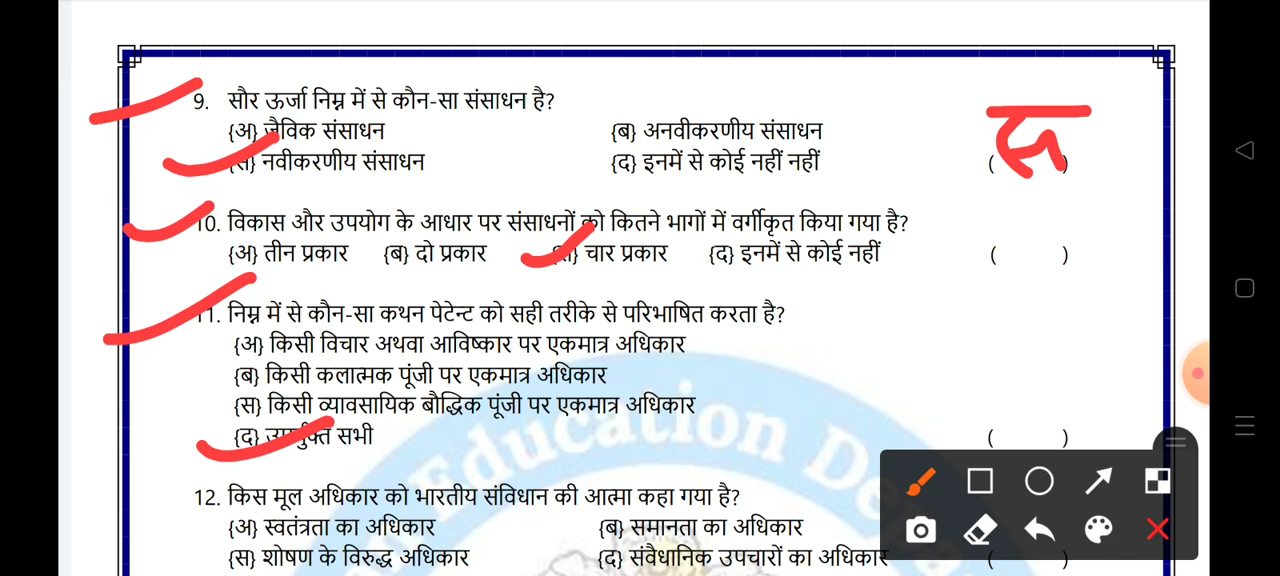 9. सौर ऊर्जा निम्न में से कौन-सा संसाधन है?
{अ} जैविक संसाधन {ब} अनवीकरणीय संसाधन
{स} नवीकरणीय संसाधन {द} इनमें से कोई नहीं नहीं ( स )
10. विकास और उपयोग के आधार पर संसाधनों को कितने भागों में वर्गीकृत किया गया है?
{अ} तीन प्रकार {ब} दो प्रकार {स} चार प्रकार {द} इनमें से कोई नहीं ( )
11. निम्न में से कौन-सा कथन पेटेन्ट को सही तरीके से परिभाषित करता है?
{अ} किसी विचार अथवा आविष्कार पर एकमात्र अधिकार
{ब} किसी कलात्मक पूंजी पर एकमात्र अधिकार
{स} किसी व्यावसायिक बौद्धिक पूंजी पर एकमात्र अधिकार
{द} उपर्युक्त सभी ( )
12. किस मूल अधिकार को भारतीय संविधान की आत्मा कहा गया है?
{अ} स्वतंत्रता का अधिकार {ब} समानता का अधिकार
{स} शोषण के विरुद्ध अधिकार {द} संवैधानिक उपचारों का अधिकार ( )
Education